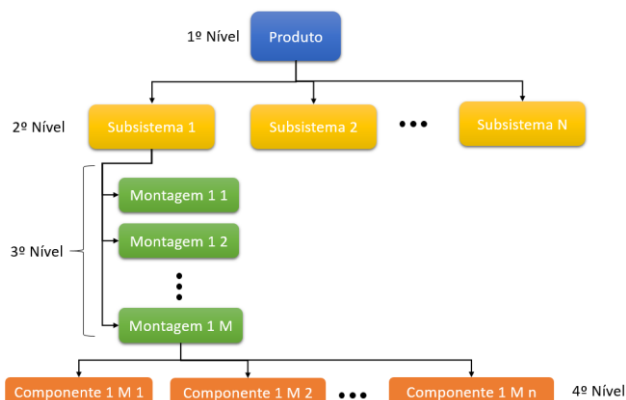 1º Nível
Produto
2º Nível
Subsistema 1
Subsistema 2
Subsistema N
Montagem 1 1
Montagem 1 2
3º Nível
Montagem 1 M
Componente 1 M 1
Componente 1 M 2
Componente 1 M n
4º Nível